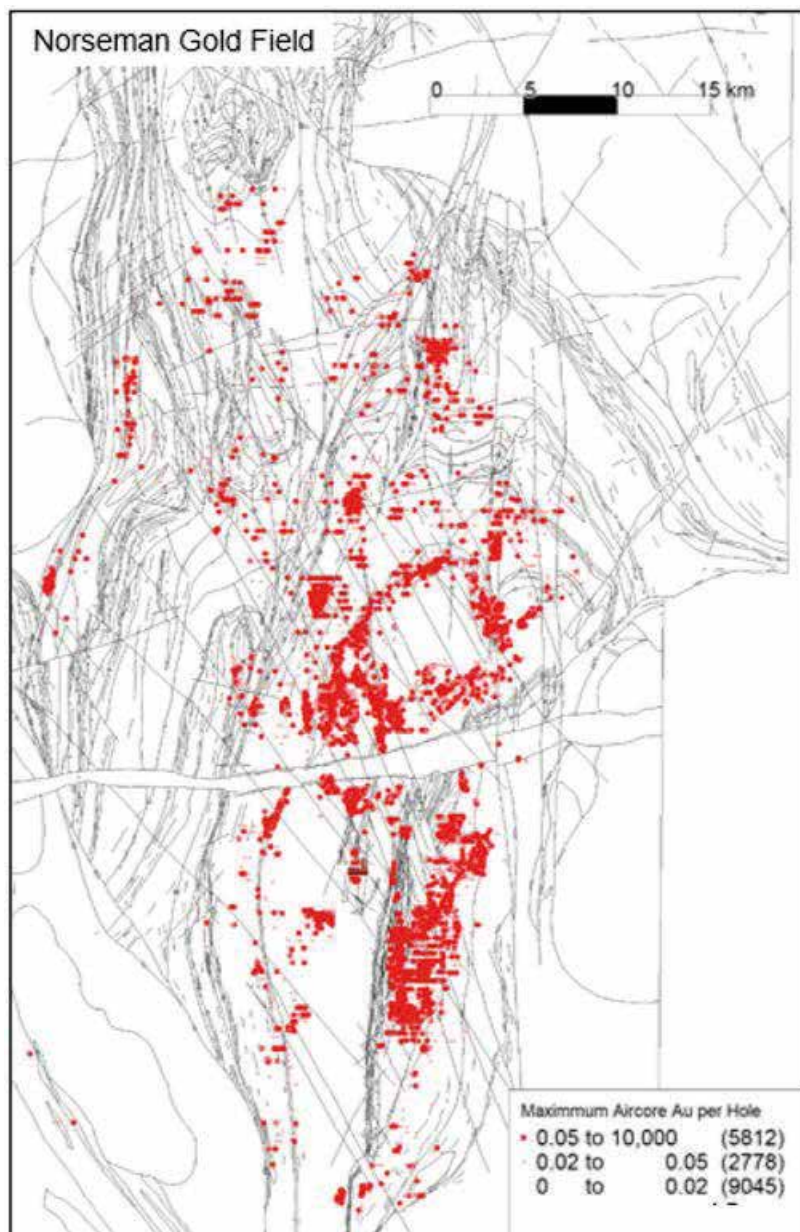 Norseman Gold Field
0 5 10 15 km
Maximmum Aircore Au per Hole
0.05 to 10,000 (5812)
0.02 to 0.05 (2778)
0 to 0.02 (9045)